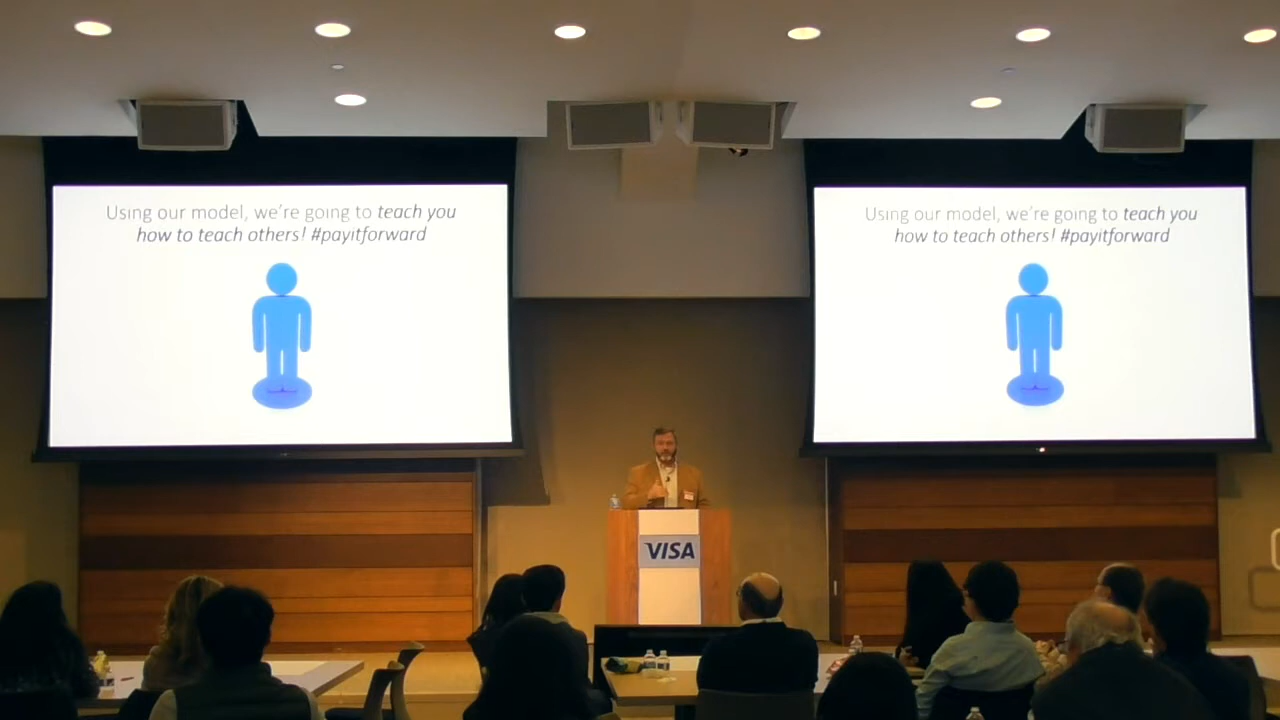 Using our model, we're going to teach you
how to teach others! #payitforward
Using our model, we're going to teach you
how to teach others! #payitforward
VISA